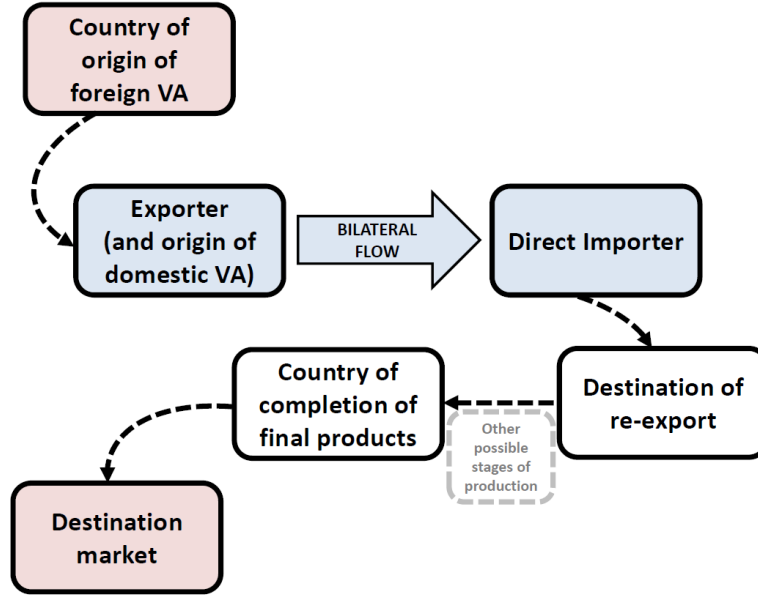 Country of
origin of
foreign VA
Exporter
(and origin of
domestic VA)
BILATERAL
FLOW
Direct Importer
Country of
completion of
final products
Destination of
re-export
Other
possible
stages of
production
Destination
market